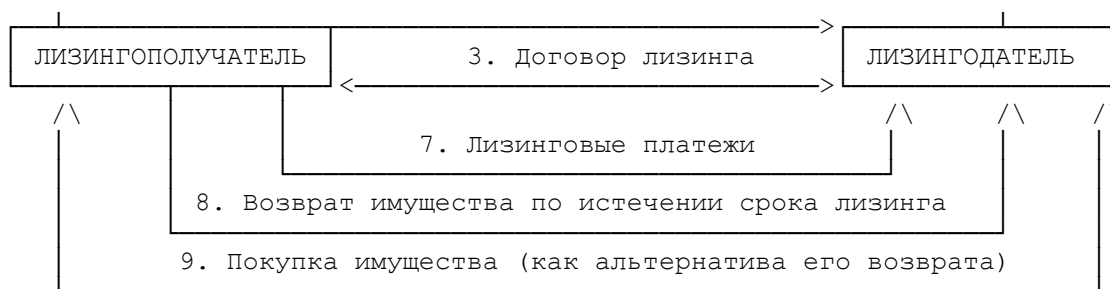 ЛИЗИНГОПОЛУЧАТЕЛЬ 3. Договор лизинга ЛИЗИНГОДАТЕЛЬ
7. Лизинговые платежи
8. Возврат имущества по истечении срока лизинга
9. Покупка имущества (как альтернатива его возврата)